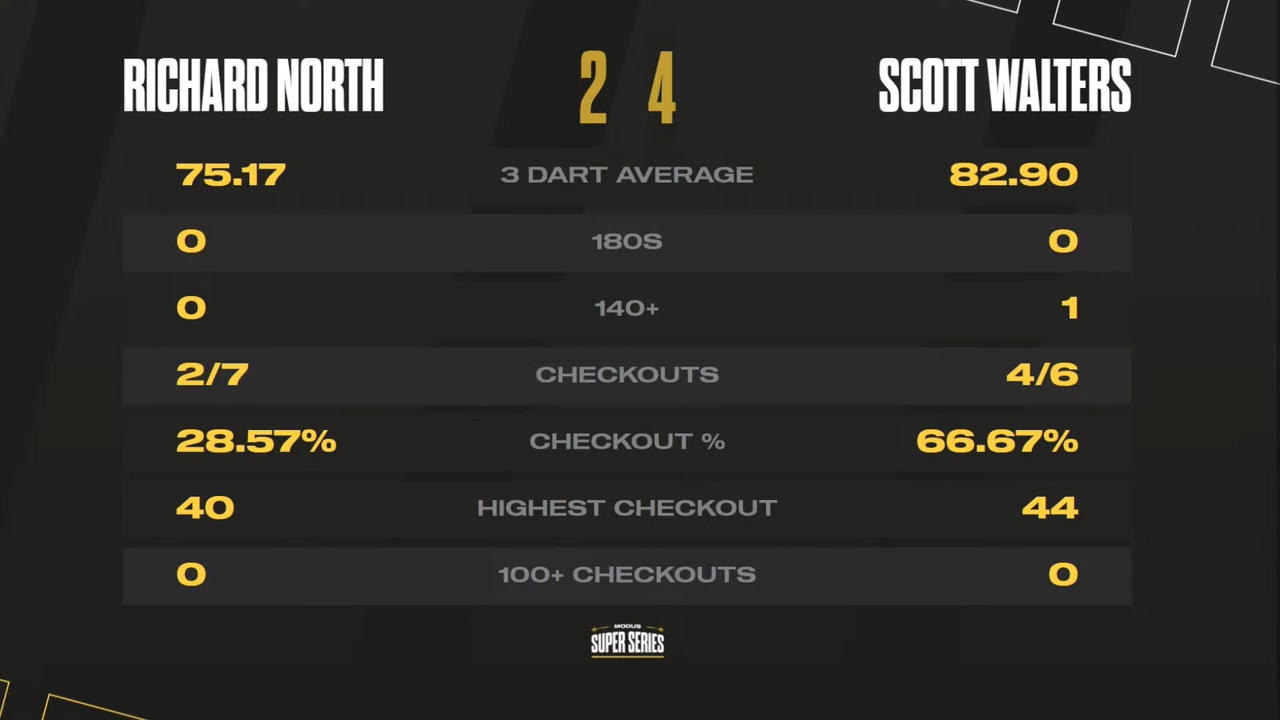 RICHARD NORTH 2 4 SCOTT WALTERS
75.17 3 DART AVERAGE 82.90
0 180S 0
0 140+ 1
2/7 CHECKOUTS 4/6
28.57% CHECKOUT % 66.67%
40 HIGHEST CHECKOUT 44
0 100+ CHECKOUTS 0
MODUS
SUPER SERIES